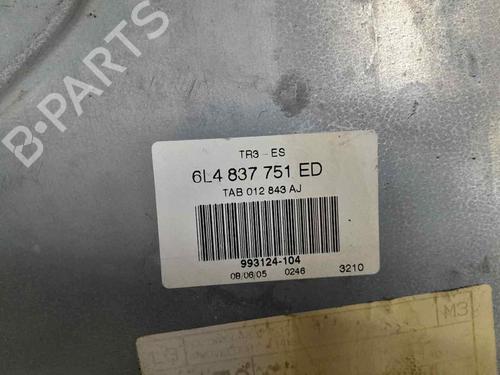 B-PARTS
TR3 - ES
6L4 837 751 ED
TAB 012 843 AJ
993124-104
08/06/05 0246 3210
M3